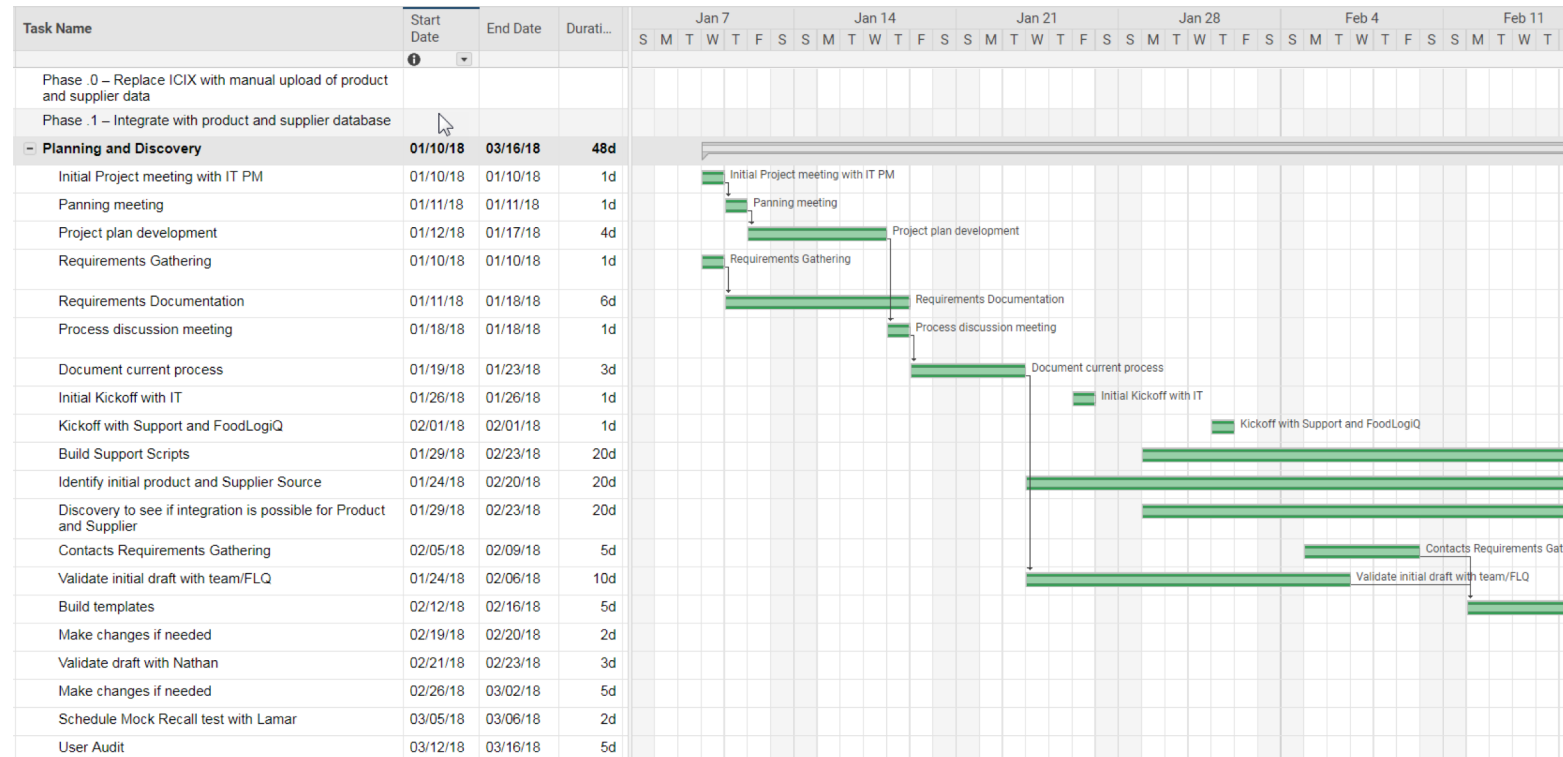 Task Name Start Date End Date Durati... Jan 7 Jan 14 Jan 21 Jan 28 Feb 4 Feb 11
S M T W T F S S M T W T F S S M T W T F S S M T W T F S S M T W T F S S M T W T
Phase .0 – Replace ICIX with manual upload of product
and supplier data
Phase .1 – Integrate with product and supplier database
Planning and Discovery 01/10/18 03/16/18 48d
Initial Project meeting with IT PM 01/10/18 01/10/18 1d Initial Project meeting with IT PM
Panning meeting 01/11/18 01/11/18 1d Panning meeting
Project plan development 01/12/18 01/17/18 4d Project plan development
Requirements Gathering 01/10/18 01/10/18 1d Requirements Gathering
Requirements Documentation 01/11/18 01/18/18 6d Requirements Documentation
Process discussion meeting 01/18/18 01/18/18 1d Process discussion meeting
Document current process 01/19/18 01/23/18 3d Document current process
Initial Kickoff with IT 01/26/18 01/26/18 1d Initial Kickoff with IT
Kickoff with Support and FoodLogiQ 02/01/18 02/01/18 1d Kickoff with Support and FoodLogiQ
Build Support Scripts 01/29/18 02/23/18 20d
Identify initial product and Supplier Source 01/24/18 02/20/18 20d
Discovery to see if integration is possible for Product 01/29/18 02/23/18 20d
and Supplier
Contacts Requirements Gathering 02/05/18 02/09/18 5d Contacts Requirements Gat
Validate initial draft with team/FLQ 01/24/18 02/06/18 10d Validate initial draft with team/FLQ
Build templates 02/12/18 02/16/18 5d
Make changes if needed 02/19/18 02/20/18 2d
Validate draft with Nathan 02/21/18 02/23/18 3d
Make changes if needed 02/26/18 03/02/18 5d
Schedule Mock Recall test with Lamar 03/05/18 03/06/18 2d
User Audit 03/12/18 03/16/18 5d